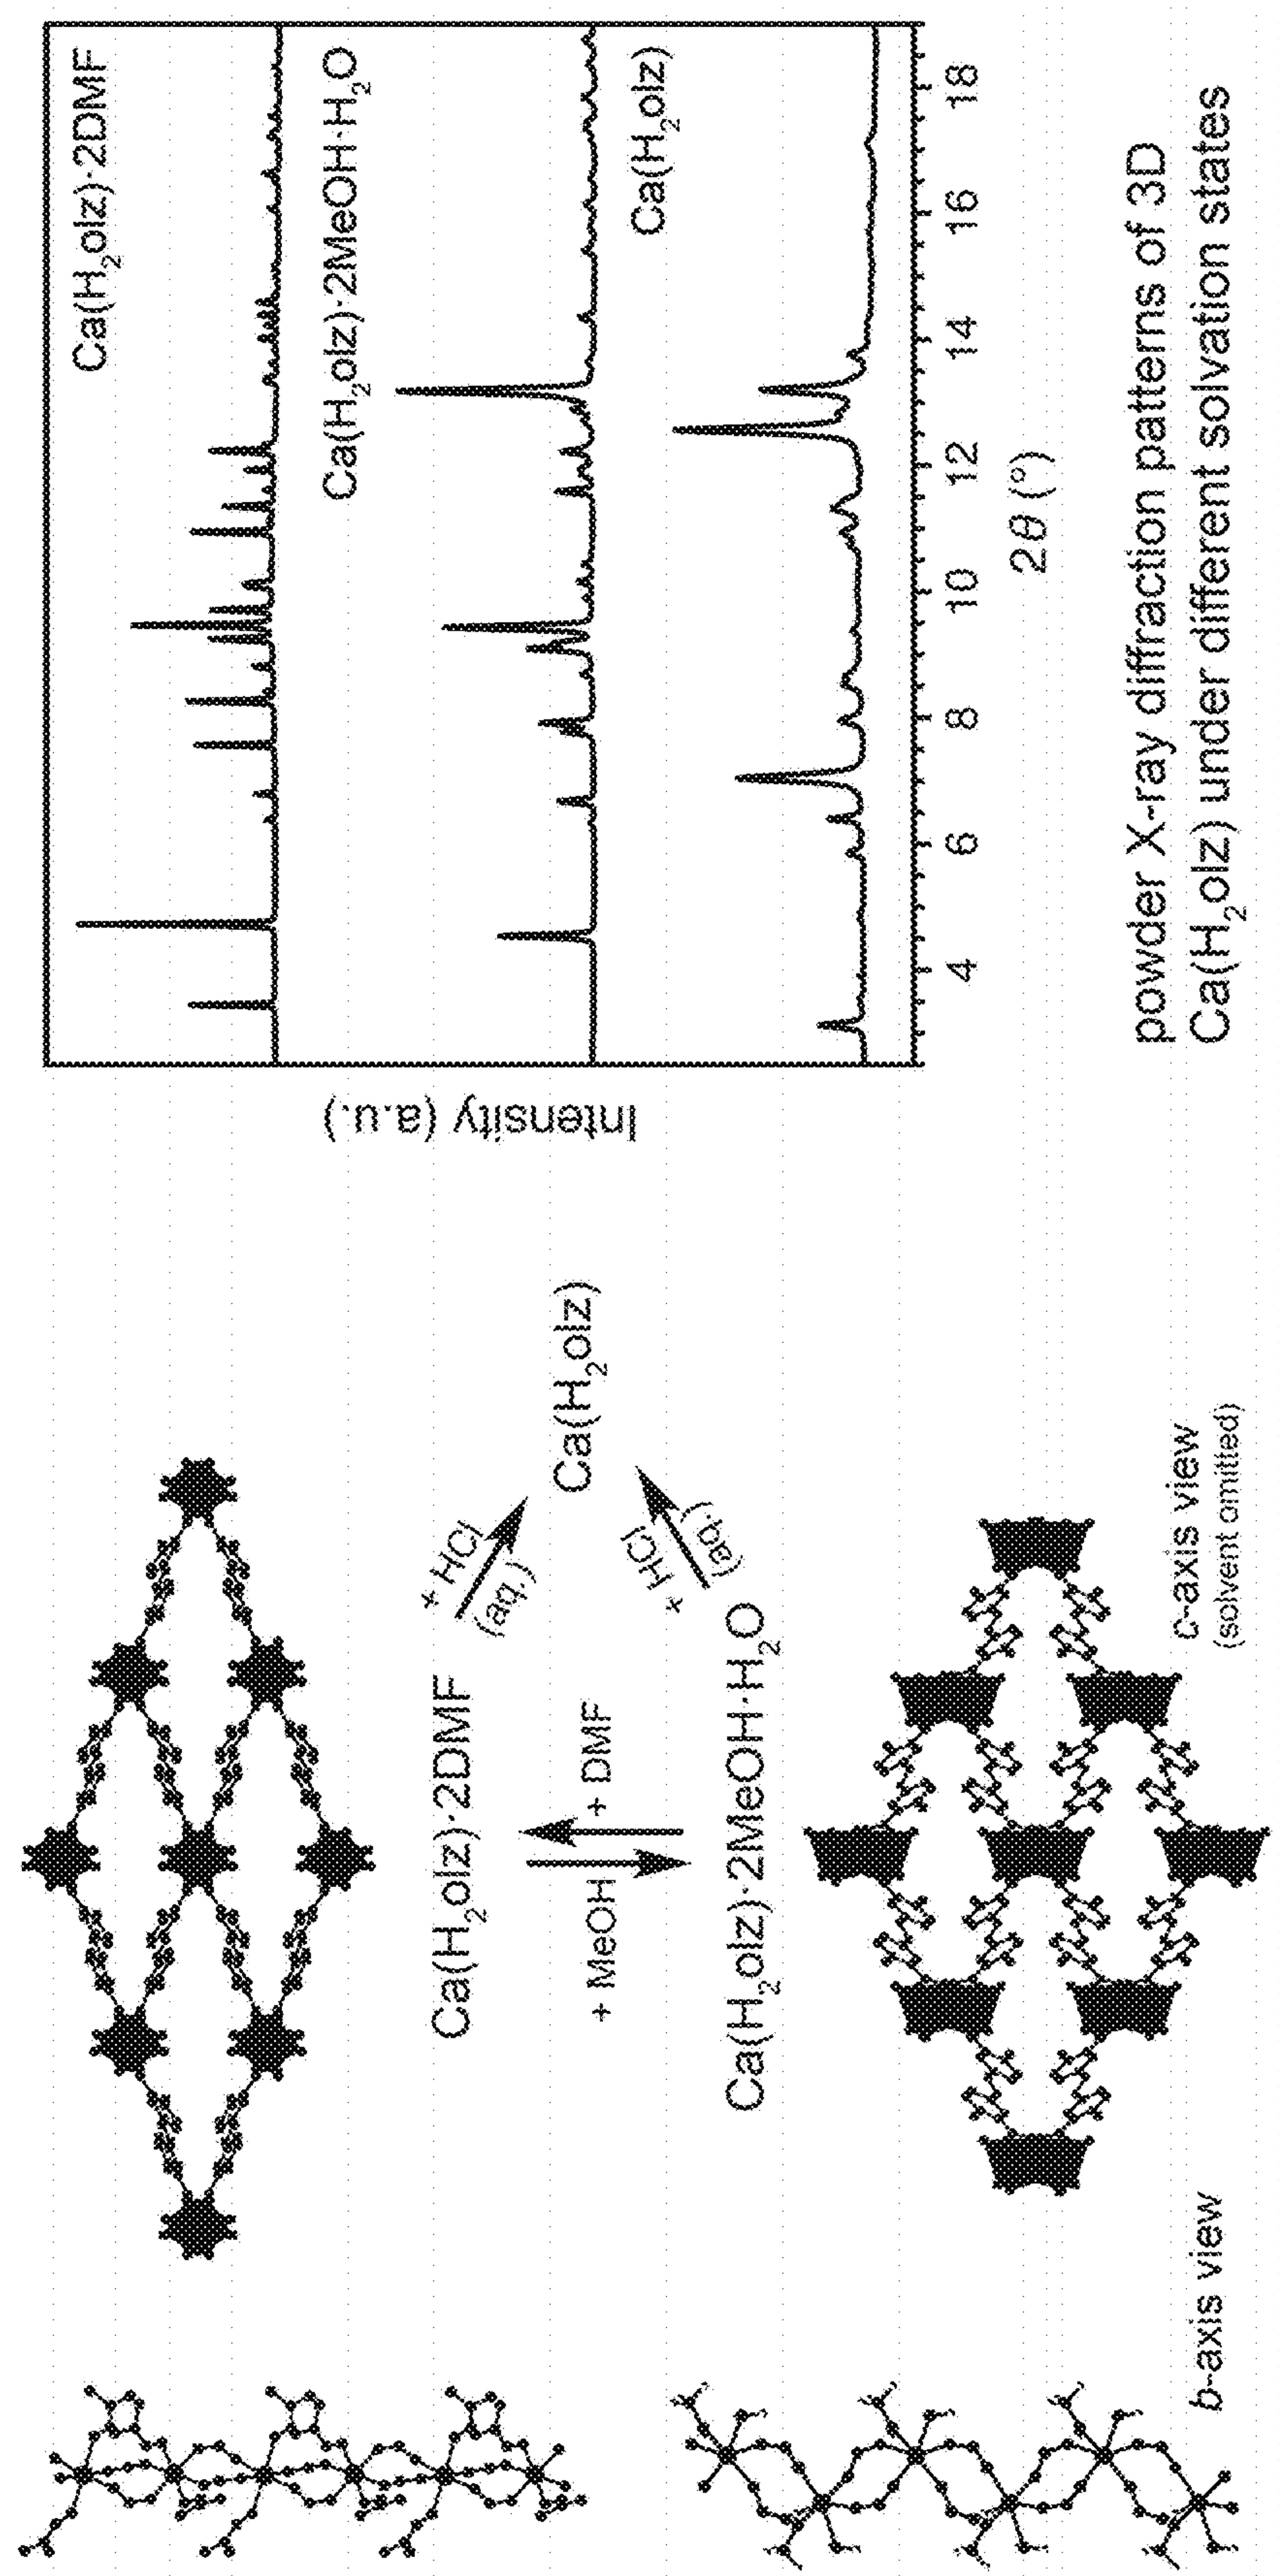 Ca(H₂olz)·2DMF
+ MeOH
+ DMF
Ca(H₂olz)·2MeOH·H₂O
+ HCl
(aq.)
+ HCl
(aq.)
Ca(H₂olz)
b-axis view
c-axis view
(solvent omitted)
Intensity (a.u.)
Ca(H₂olz)·2DMF
Ca(H₂olz)·2MeOH·H₂O
Ca(H₂olz)
4 6 8 10 12 14 16 18
2θ (°)
powder X-ray diffraction patterns of 3D
Ca(H₂olz) under different solvation states